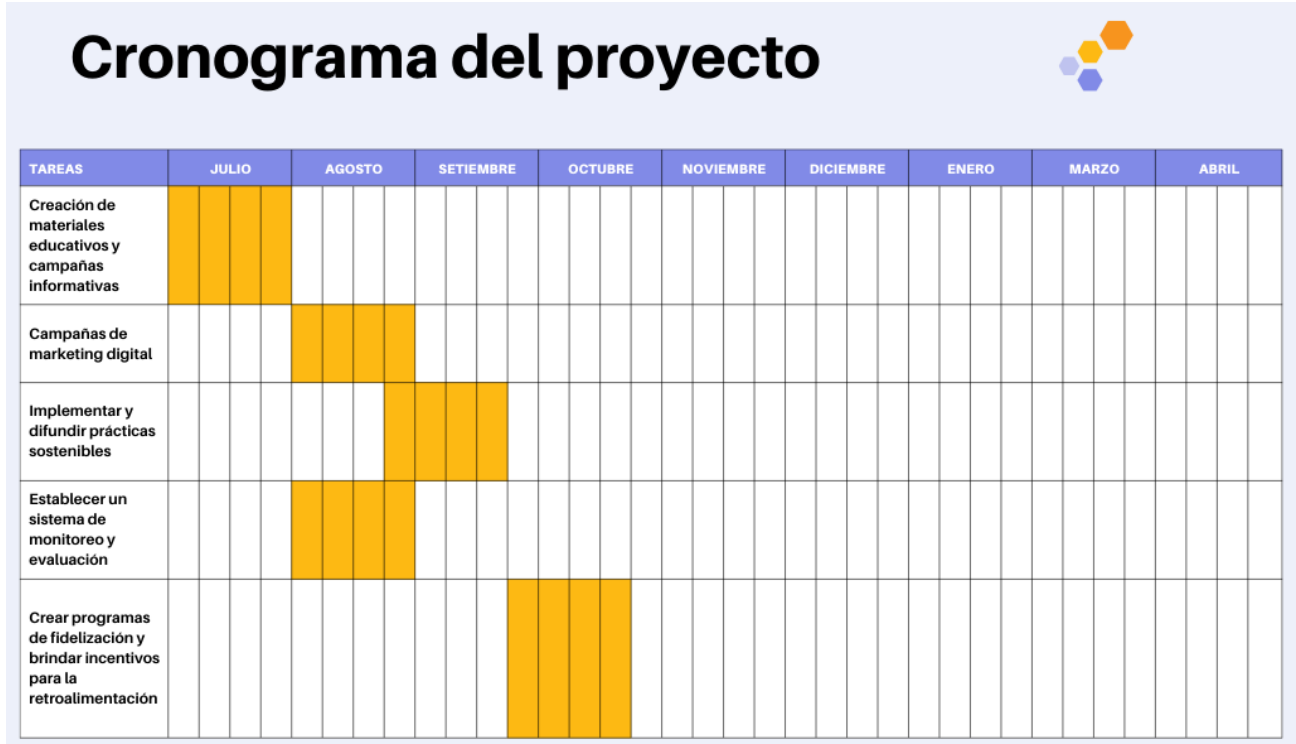 Cronograma del proyecto
TAREAS JULIO AGOSTO SETIEMBRE OCTUBRE NOVIEMBRE DICIEMBRE ENERO MARZO ABRIL
Creación de
materiales
educativos y
campañas
informativas
Campañas de
marketing digital
Implementar y
difundir prácticas
sostenibles
Establecer un
sistema de
monitoreo y
evaluación
Crear programas
de fidelización y
brindar incentivos
para la
retroalimentación